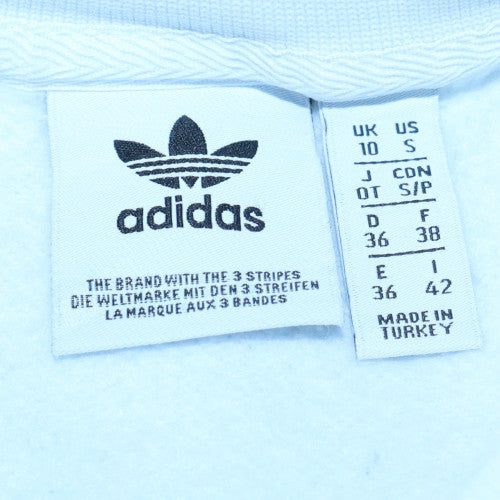 adidas
THE BRAND WITH THE 3 STRIPES
DIE WELTMARKE MIT DEN 3 STREIFEN
LA MARQUE AUX 3 BANDES
UK US
10 S
J CDN
OT S/P
D F
36 38
E I
36 42
MADE IN
TURKEY